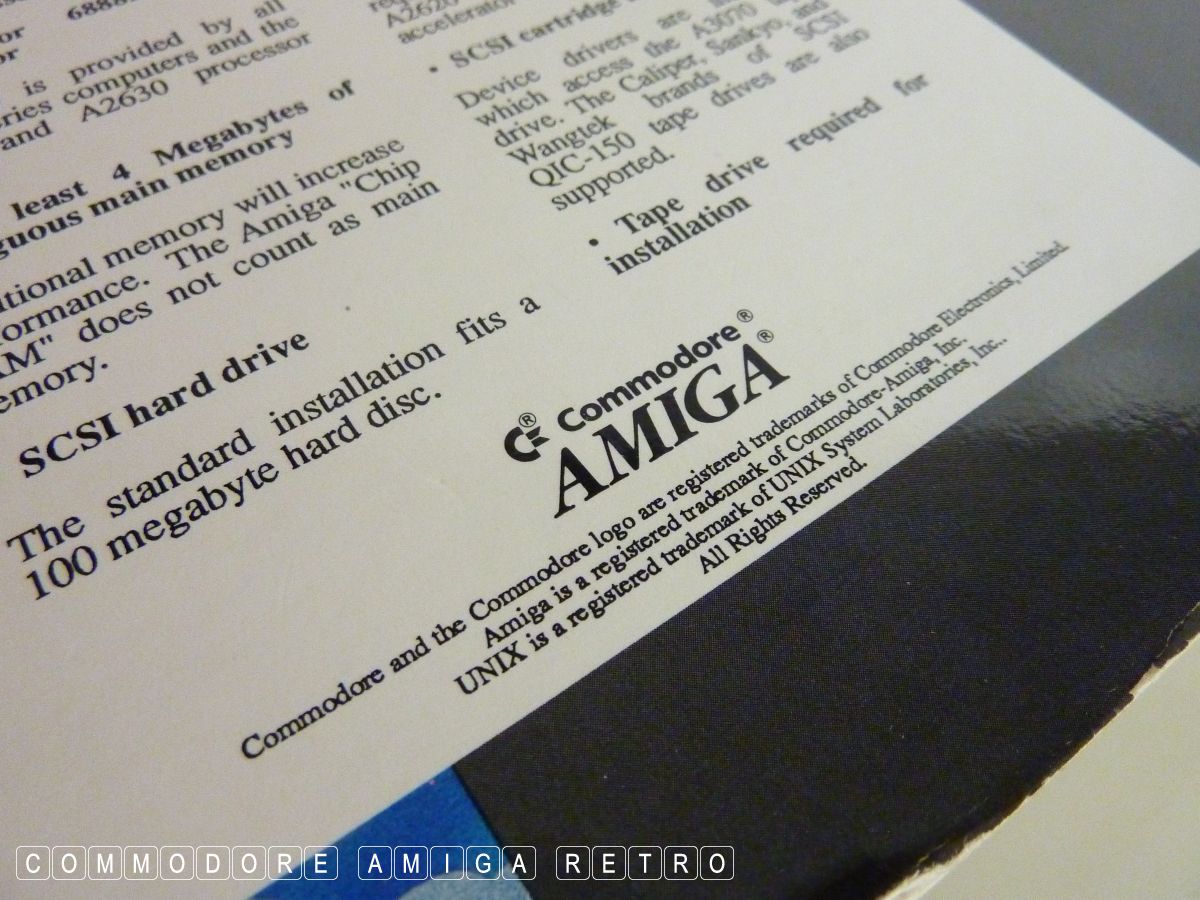 is provided by all
computers and the
and A2630 processor
least 4 Megabytes of
main memory
memory will increase
The Amiga "Chip
does not count as main
SCSI hard drive
The standard installation fits a
100 megabyte hard disc.
A2620
accelerator
• SCSI cartridge
Device drivers are
which access the A3070
drive. The Caliper, Sankyo, and
Wangtek brands of SCSI
QIC-150 tape drives are also
supported.
• Tape drive required for
installation
Commodore®
AMIGA®
Commodore and the Commodore logo are registered trademarks of Commodore Electronics, Limited.
Amiga is a registered trademark of Commodore-Amiga, Inc.
UNIX is a registered trademark of UNIX System Laboratories, Inc..
All Rights Reserved.
COMMODORE AMIGA RETRO